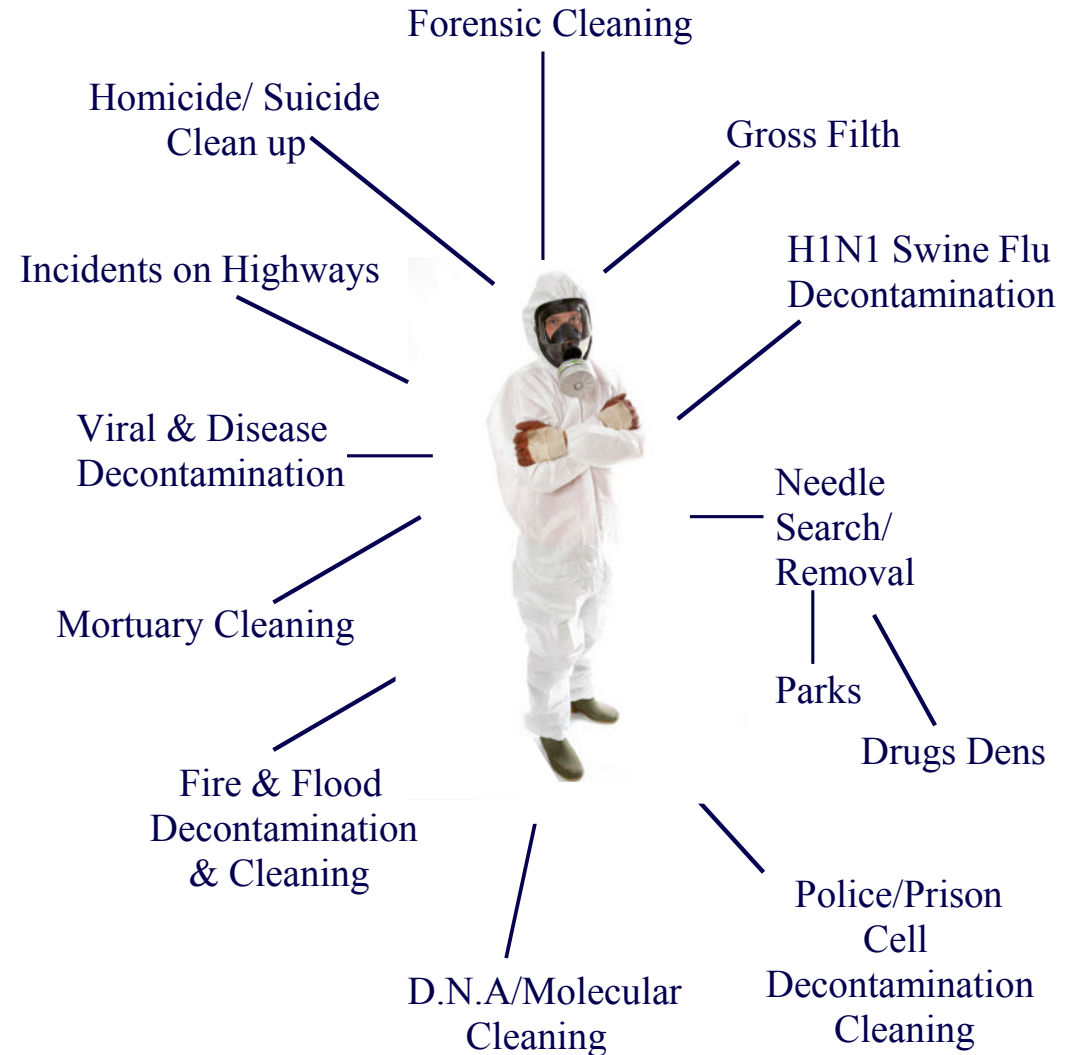 Forensic Cleaning
Homicide/ Suicide
Clean up
Gross Filth
H1N1 Swine Flu
Decontamination
Incidents on Highways
Viral & Disease
Decontamination
Needle
Search/
Removal
Mortuary Cleaning
Parks
Drugs Dens
Fire & Flood
Decontamination
& Cleaning
Police/Prison
Cell
Decontamination
Cleaning
D.N.A/Molecular
Cleaning